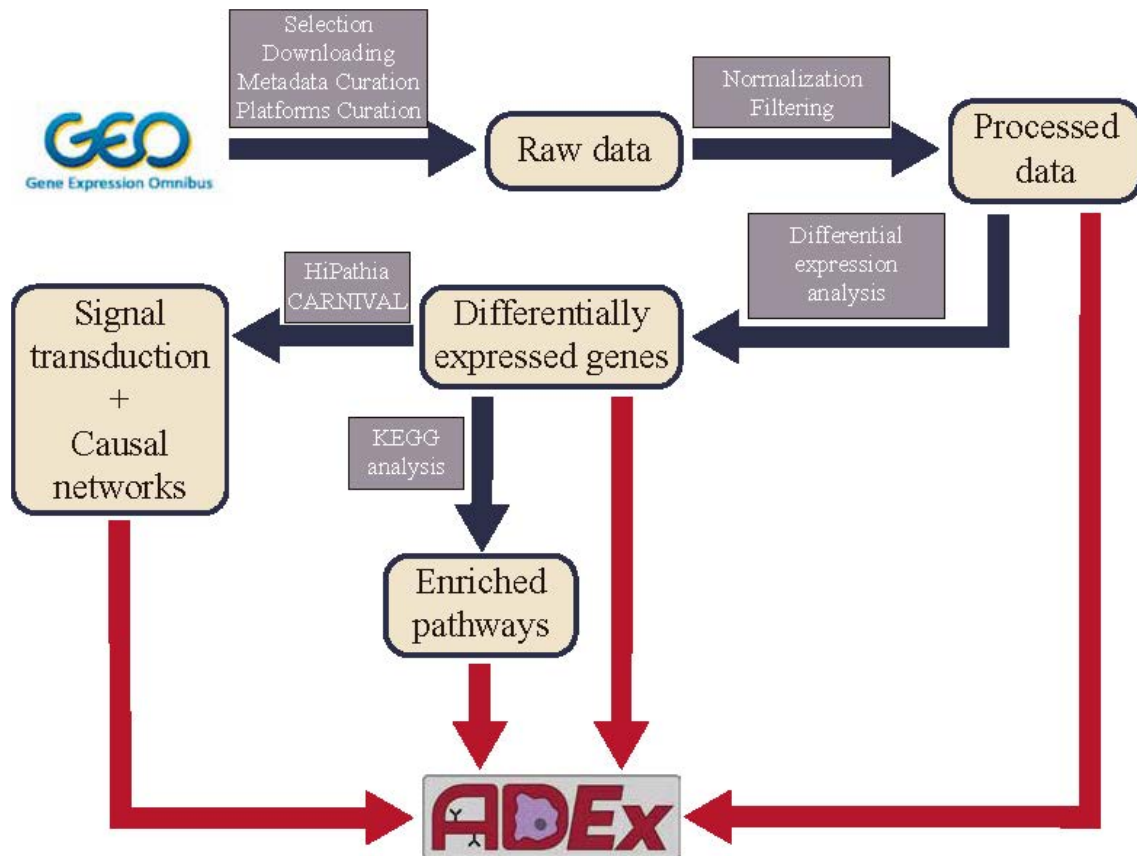 Selection
Downloading
Metadata Curation
Platforms Curation
GEO
Gene Expression Omnibus
Raw data
Normalization
Filtering
Processed
data
Differential
expression
analysis
HiPathia
CARNIVAL
Signal
transduction
+
Causal
networks
Differentially
expressed genes
KEGG
analysis
Enriched
pathways
ADEx